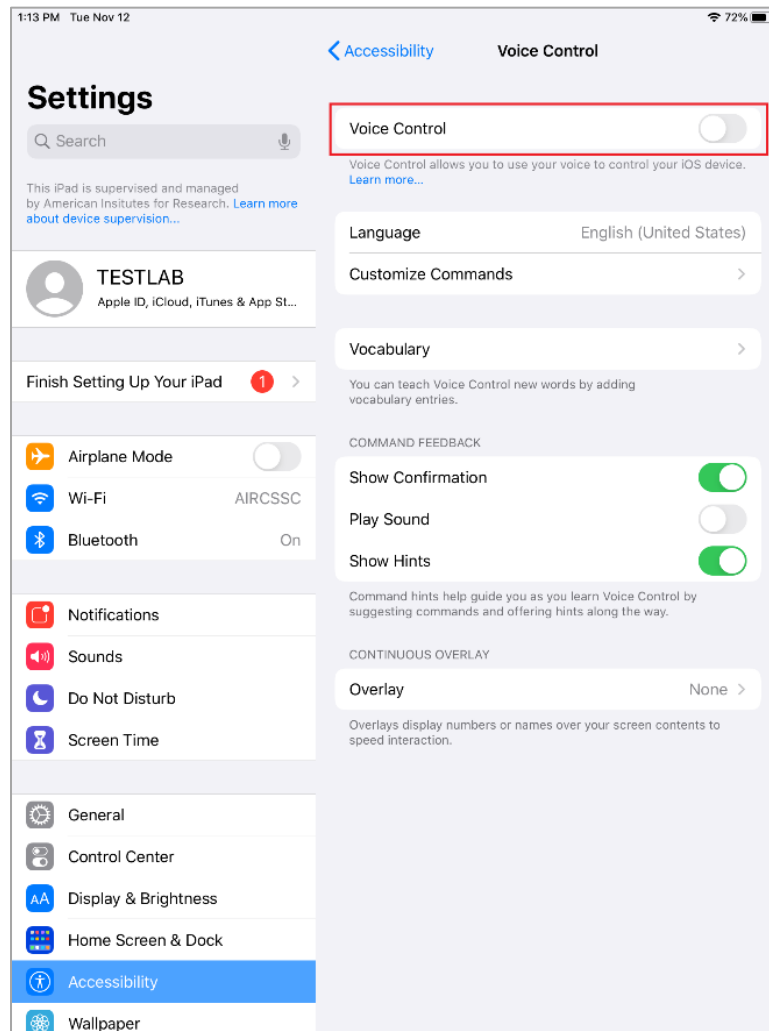 1:13 PM Tue Nov 12
72%
Settings
Search
This iPad is supervised and managed
by American Insitutes for Research. Learn more
about device supervision...
TESTLAB
Apple ID, iCloud, iTunes & App St...
Finish Setting Up Your iPad 1
Airplane Mode
Wi-Fi AIRCSSC
Bluetooth On
Notifications
Sounds
Do Not Disturb
Screen Time
General
Control Center
AA Display & Brightness
Home Screen & Dock
Accessibility
Wallpaper
Accessibility Voice Control
Voice Control
Voice Control allows you to use your voice to control your iOS device.
Learn more...
Language English (United States)
Customize Commands
Vocabulary
You can teach Voice Control new words by adding
vocabulary entries.
COMMAND FEEDBACK
Show Confirmation
Play Sound
Show Hints
Command hints help guide you as you learn Voice Control by
suggesting commands and offering hints along the way.
CONTINUOUS OVERLAY
Overlay None
Overlays display numbers or names over your screen contents to
speed interaction.